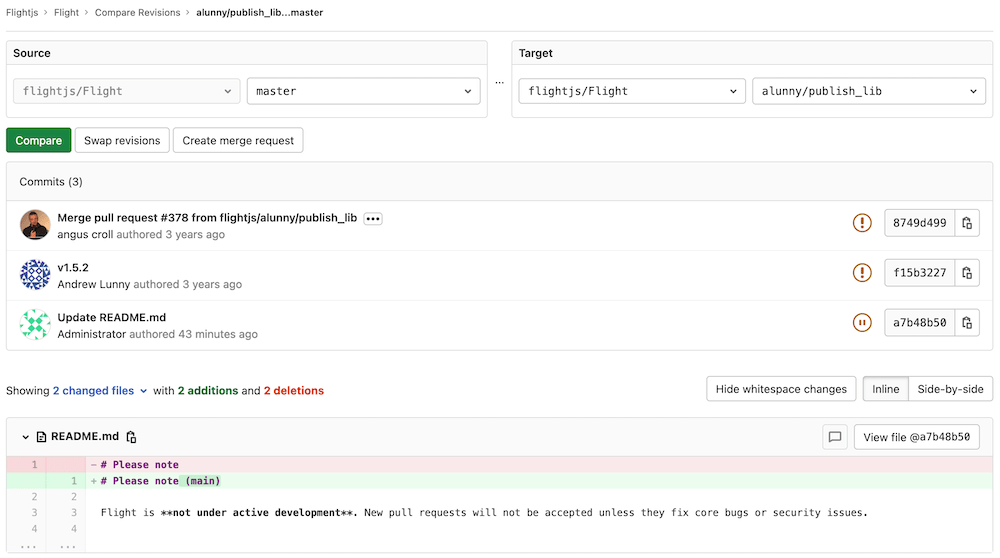 Flightjs > Flight > Compare Revisions > alunny/publish_lib...master
Source
Target
flightjs/Flight
master
...
flightjs/Flight
alunny/publish_lib
Compare
Swap revisions
Create merge request
Commits (3)
Merge pull request #378 from flightjs/alunny/publish_lib
angus croll authored 3 years ago
8749d499
v1.5.2
Andrew Lunny authored 3 years ago
f15b3227
Update README.md
Administrator authored 43 minutes ago
a7b48b50
Showing 2 changed files with 2 additions and 2 deletions
Hide whitespace changes
Inline
Side-by-side
README.md
View file @a7b48b50
1 - # Please note
1 + # Please note (main)
2 2
3 3 Flight is **not under active development**. New pull requests will not be accepted unless they fix core bugs or security issues.
4 4
... ...